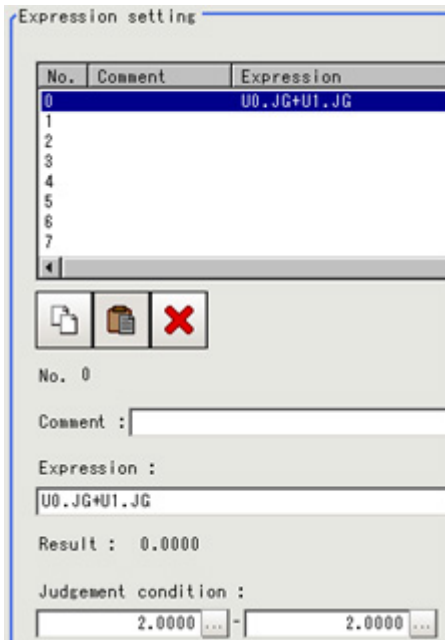 Expression setting
No. Comment Expression
0 U0.JG+U1.JG
1
2
3
4
5
6
7
No. 0
Comment :
Expression :
U0.JG+U1.JG
Result : 0.0000
Judgement condition :
2.0000 ... - 2.0000 ...